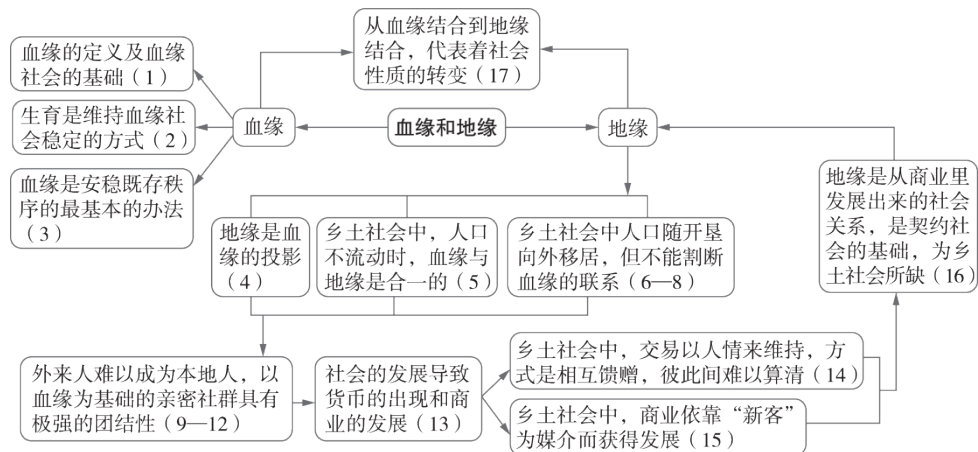 从血缘结合到地缘
结合，代表着社会
性质的转变（17）
血缘的定义及血缘
社会的基础（1）
生育是维持血缘社
会稳定的方式（2）
血缘是安稳既存秩
序的最基本的办法
（3）
血缘
血缘和地缘
地缘
地缘是血
缘的投影
（4）
乡土社会中，人口
不流动时，血缘与
地缘是合一的（5）
乡土社会中人口随开垦
向外移居，但不能割断
血缘的联系（6—8）
地缘是从商业里
发展出来的社会
关系，是契约社
会的基础，为乡
土社会所缺（16）
外来人难以成为本地人，以
血缘为基础的亲密社群具有
极强的团结性（9—12）
社会的发展导致
货币的出现和商
业的发展（13）
乡土社会中，交易以人情来维持，方
式是相互馈赠，彼此间难以算清（14）
乡土社会中，商业依靠“新客”
为媒介而获得发展（15）